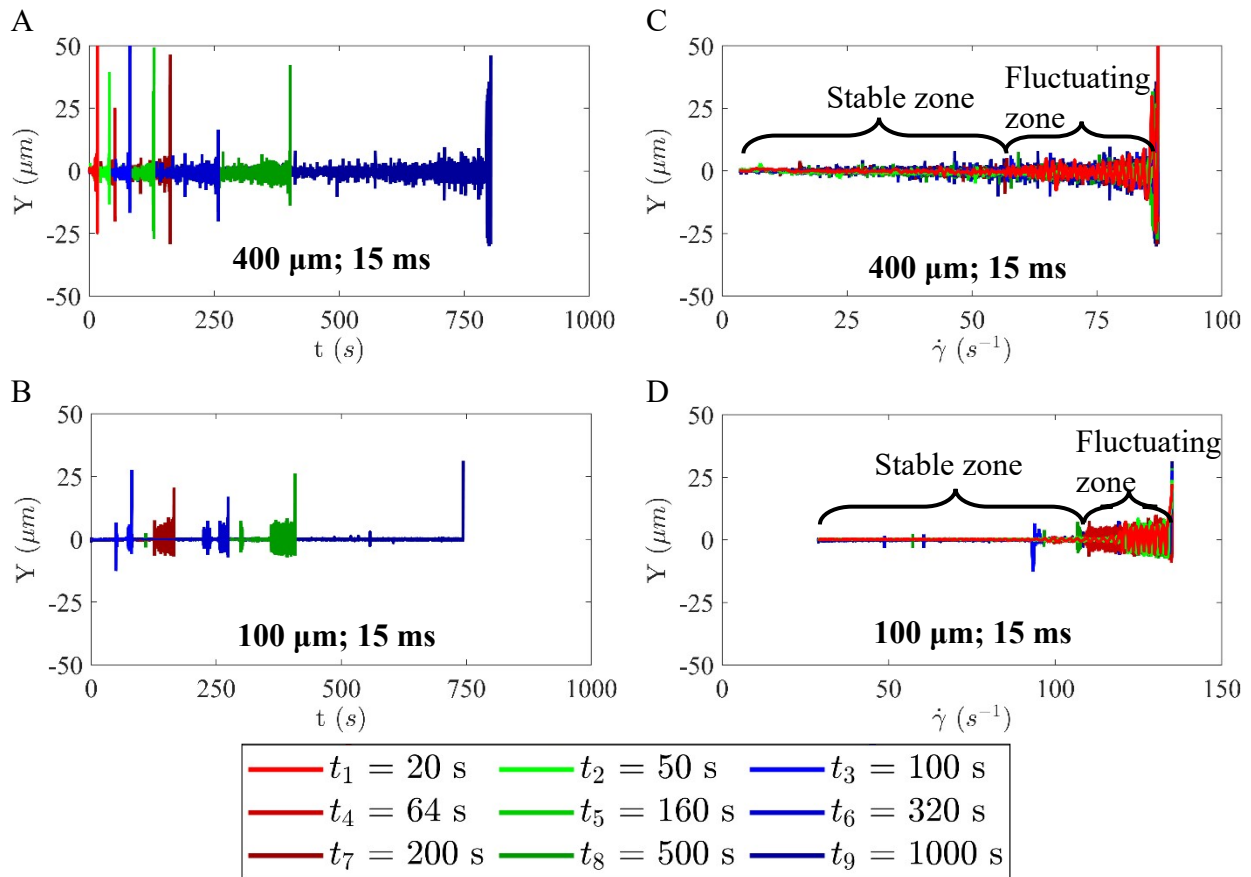 A
50
25
0
-25
-50
Y (μm)
400 μm; 15 ms
0 250 500 750 1000
t (s)
C
50
25
0
-25
-50
Y (μm)
Stable zone
Fluctuating
zone
400 μm; 15 ms
25 50 75 100
γ̇ (s⁻¹)
B
50
25
0
-25
-50
Y (μm)
100 μm; 15 ms
0 250 500 750 1000
t (s)
D
50
25
0
-25
-50
Y (μm)
Stable zone
Fluctuating
zone
100 μm; 15 ms
50 100 150
γ̇ (s⁻¹)
t₁ = 20 s t₂ = 50 s t₃ = 100 s
t₄ = 64 s t₅ = 160 s t₆ = 320 s
t₇ = 200 s t₈ = 500 s t₉ = 1000 s